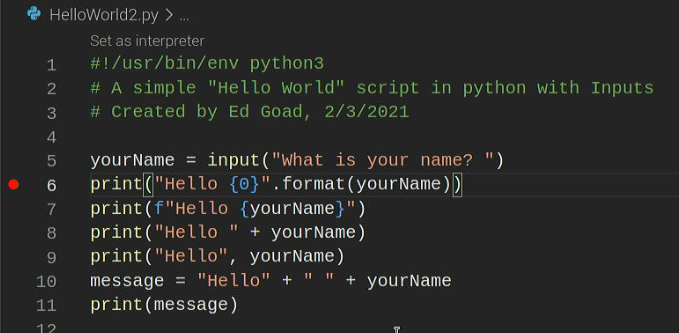 HelloWorld2.py > ...
Set as interpreter
1 #!/usr/bin/env python3
2 # A simple "Hello World" script in python with Inputs
3 # Created by Ed Goad, 2/3/2021
4
5 yourName = input("What is your name? ")
6 print("Hello {0}".format(yourName))
7 print(f"Hello {yourName}")
8 print("Hello " + yourName)
9 print("Hello", yourName)
10 message = "Hello" + " " + yourName
11 print(message)
12